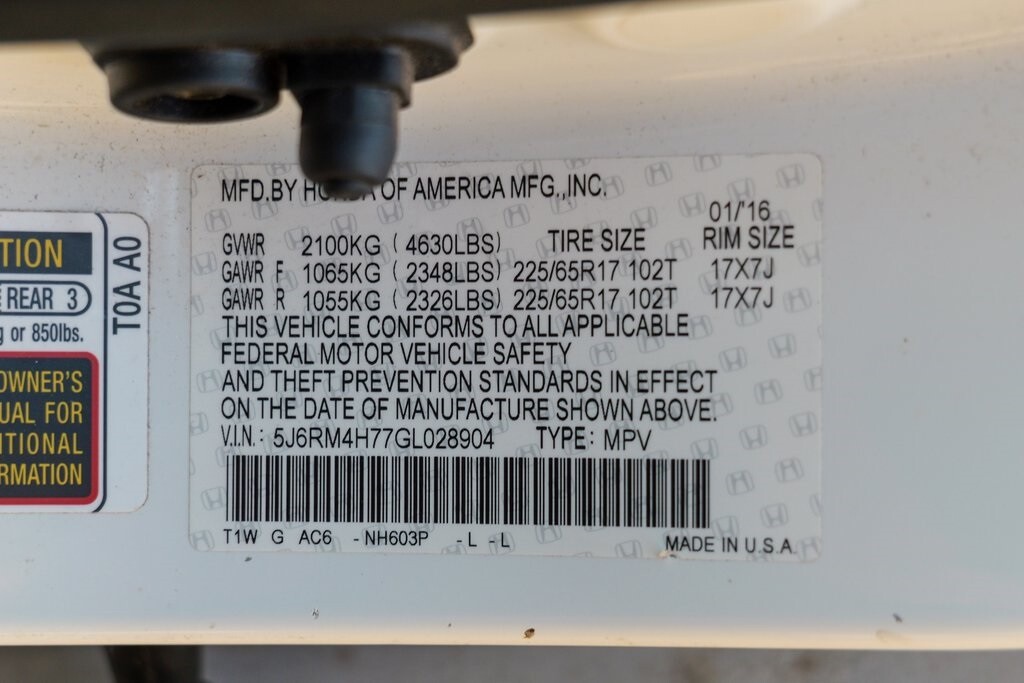 TION
REAR 3
g or 850lbs.
OWNER'S
UAL FOR
ITIONAL
RMATION
T0A A0
MFD.BY HONDA OF AMERICA MFG.,INC.
01/'16
GVWR 2100KG ( 4630LBS) TIRE SIZE RIM SIZE
GAWR F 1065KG ( 2348LBS) 225/65R17 102T 17X7J
GAWR R 1055KG ( 2326LBS) 225/65R17 102T 17X7J
THIS VEHICLE CONFORMS TO ALL APPLICABLE
FEDERAL MOTOR VEHICLE SAFETY
AND THEFT PREVENTION STANDARDS IN EFFECT
ON THE DATE OF MANUFACTURE SHOWN ABOVE.
V.I.N.: 5J6RM4H77GL028904 TYPE: MPV
T1W G AC6 -NH603P -L -L
MADE IN U.S.A.